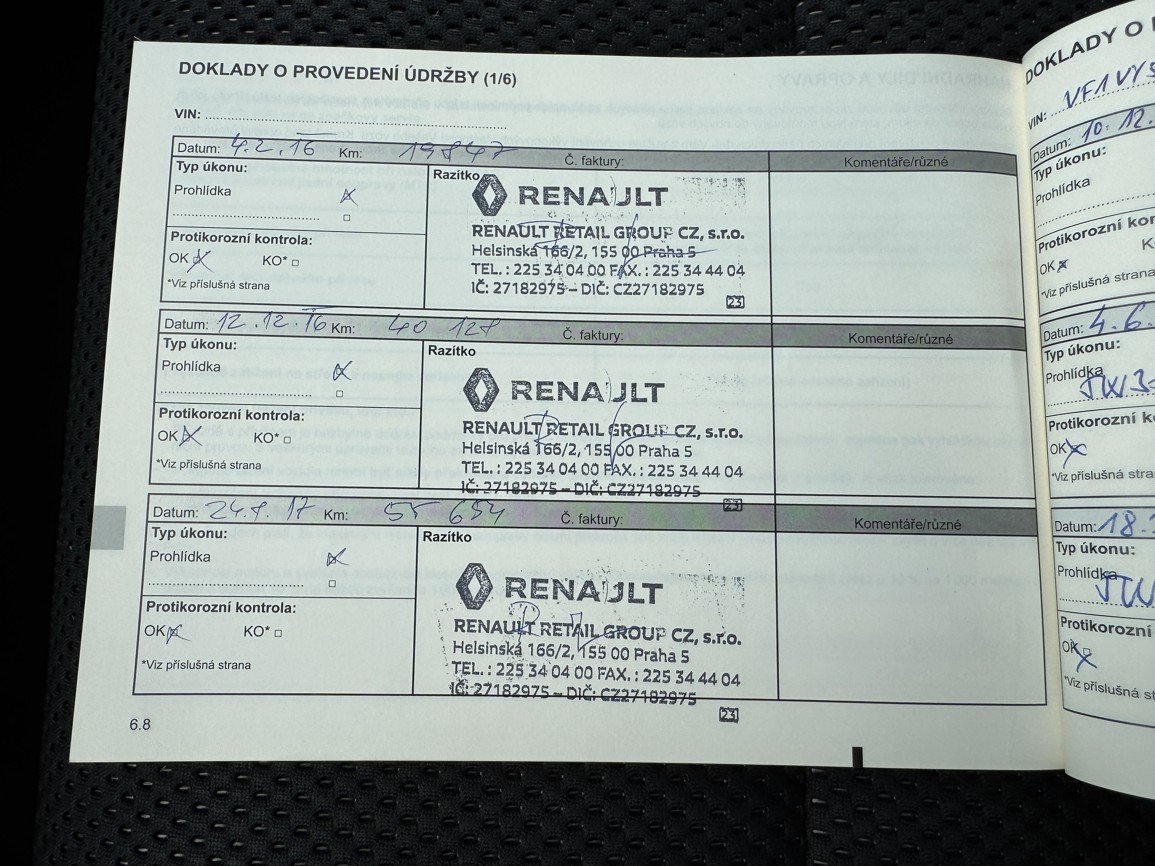 DOKLADY O PROVEDENÍ ÚDRŽBY (1/6)
VIN:
Datum: 4.2.16 Km: 19847 Č. faktury: Komentáře/různé
Typ úkonu:
Prohlídka
Razítko
RENAULT
RENAULT RETAIL GROUP CZ, s.r.o.
Helsinská 166/2, 155 00 Praha 5
TEL.: 225 34 04 00 FAX.: 225 34 44 04
IČ: 27182975 – DIČ: CZ27182975
23
Protikorozní kontrola:
OK KO*
*Viz příslušná strana
Datum: 12.12.16 Km: 40 128 Č. faktury: Komentáře/různé
Typ úkonu:
Prohlídka
Razítko
RENAULT
RENAULT RETAIL GROUP CZ, s.r.o.
Helsinská 166/2, 155 00 Praha 5
TEL.: 225 34 04 00 FAX.: 225 34 44 04
IČ: 27182975 – DIČ: CZ27182975
23
Protikorozní kontrola:
OK KO*
*Viz příslušná strana
Datum: 24.9.17 Km: 55 654 Č. faktury: Komentáře/různé
Typ úkonu:
Prohlídka
Razítko
RENAULT
RENAULT RETAIL GROUP CZ, s.r.o.
Helsinská 166/2, 155 00 Praha 5
TEL.: 225 34 04 00 FAX.: 225 34 44 04
IČ: 27182975 – DIČ: CZ27182975
23
Protikorozní kontrola:
OK KO*
*Viz příslušná strana
6.8
DOKLADY O
VIN: VF1VY
Datum: 10.12.
Typ úkonu:
Prohlídka
Protikorozní kon
OK K
*Viz příslušná strana
Datum: 4.6.
Typ úkonu:
Prohlídka
Protikorozní k
OK
*Viz příslušná stra
Datum: 18.
Typ úkonu:
Prohlídka
Protikorozní
OK
*Viz příslušná s